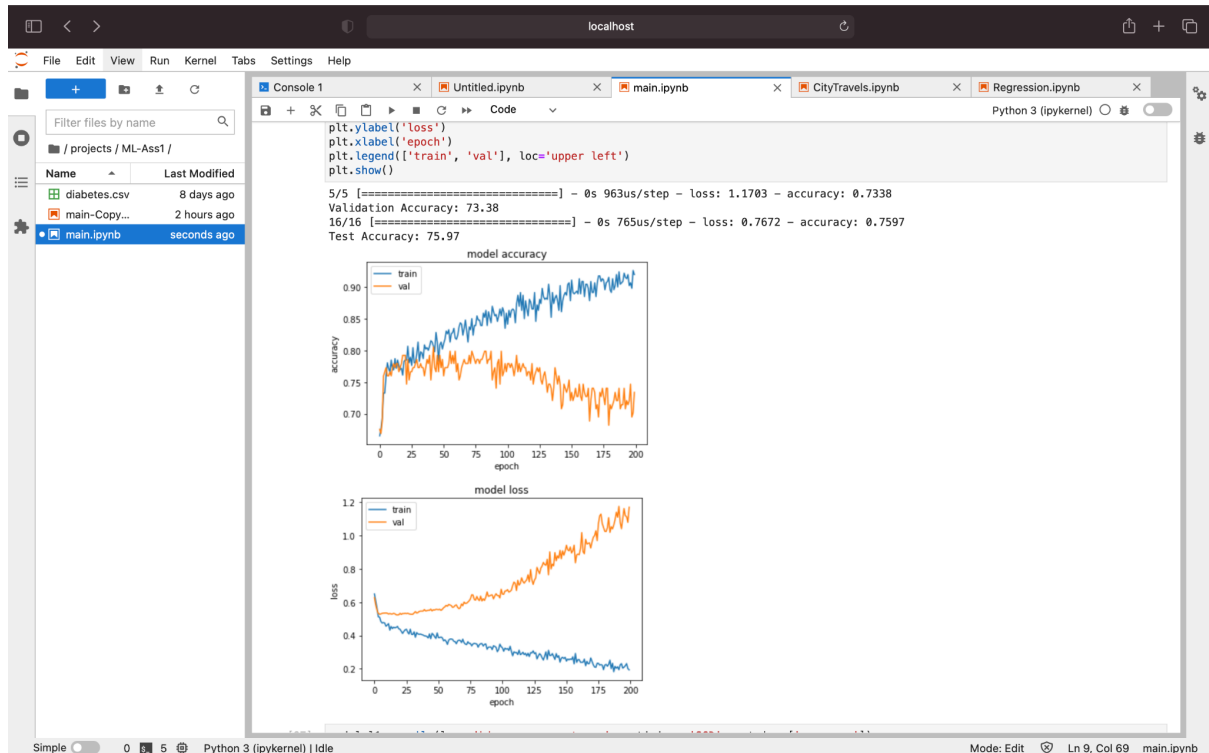 localhost
File Edit View Run Kernel Tabs Settings Help
+
Filter files by name
/ projects / ML-Ass1 /
Name Last Modified
diabetes.csv 8 days ago
main-Copy... 2 hours ago
main.ipynb seconds ago
Console 1 Untitled.ipynb main.ipynb CityTravels.ipynb Regression.ipynb
Code Python 3 (ipykernel)
plt.ylabel('loss')
plt.xlabel('epoch')
plt.legend(['train', 'val'], loc='upper left')
plt.show()
5/5 [==============================] - 0s 963us/step - loss: 1.1703 - accuracy: 0.7338
Validation Accuracy: 73.38
16/16 [==============================] - 0s 765us/step - loss: 0.7672 - accuracy: 0.7597
Test Accuracy: 75.97
model accuracy
train
val
0.90
0.85
0.80
0.75
0.70
accuracy
0 25 50 75 100 125 150 175 200
epoch
model loss
train
val
1.2
1.0
0.8
0.6
0.4
0.2
loss
0 25 50 75 100 125 150 175 200
epoch
Simple 0 5 Python 3 (ipykernel) | Idle Mode: Edit Ln 9, Col 69 main.ipynb